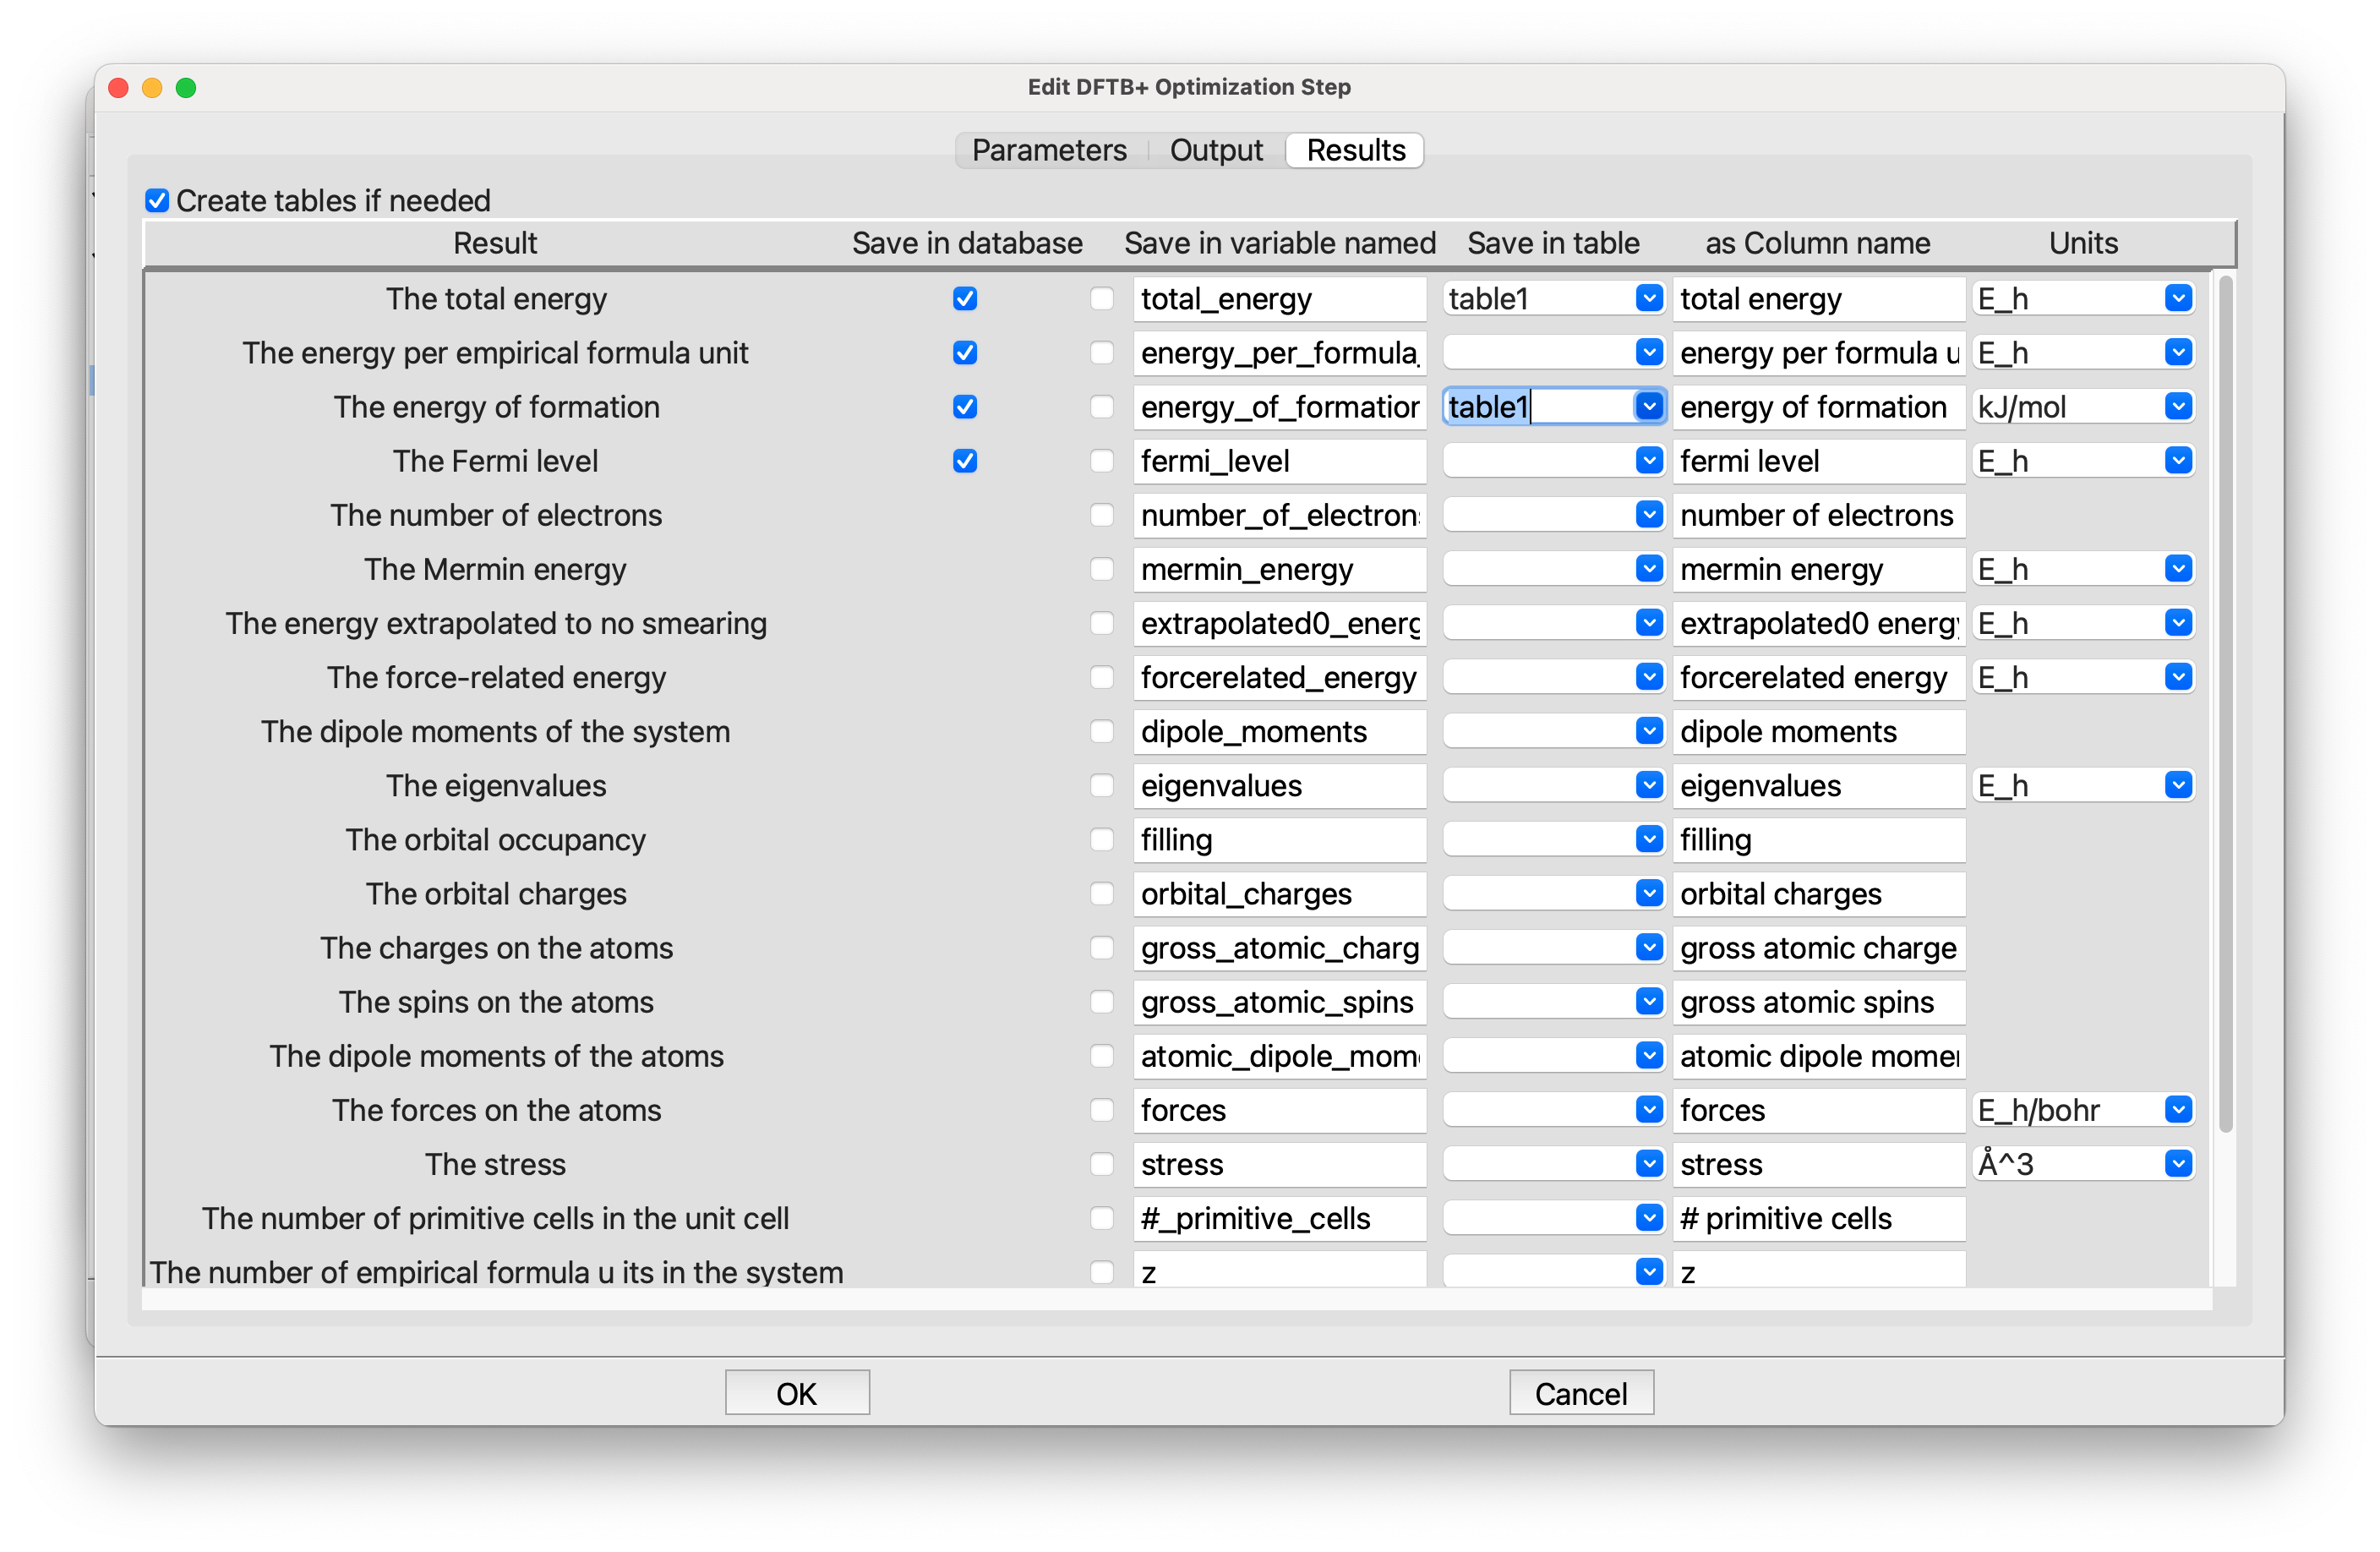 Edit DFTB+ Optimization Step
Parameters Output Results
Create tables if needed
Result Save in database Save in variable named Save in table as Column name Units
The total energy total_energy table1 total energy E_h
The energy per empirical formula unit energy_per_formula_ energy per formula u E_h
The energy of formation energy_of_formation table1 energy of formation kJ/mol
The Fermi level fermi_level fermi level E_h
The number of electrons number_of_electrons number of electrons
The Mermin energy mermin_energy mermin energy E_h
The energy extrapolated to no smearing extrapolated0_energ extrapolated0 energy E_h
The force-related energy forcerelated_energy forcerelated energy E_h
The dipole moments of the system dipole_moments dipole moments
The eigenvalues eigenvalues eigenvalues E_h
The orbital occupancy filling filling
The orbital charges orbital_charges orbital charges
The charges on the atoms gross_atomic_charg gross atomic charge
The spins on the atoms gross_atomic_spins gross atomic spins
The dipole moments of the atoms atomic_dipole_mom atomic dipole momen
The forces on the atoms forces forces E_h/bohr
The stress stress stress Å^3
The number of primitive cells in the unit cell #_primitive_cells # primitive cells
The number of empirical formula u its in the system z z
OK Cancel